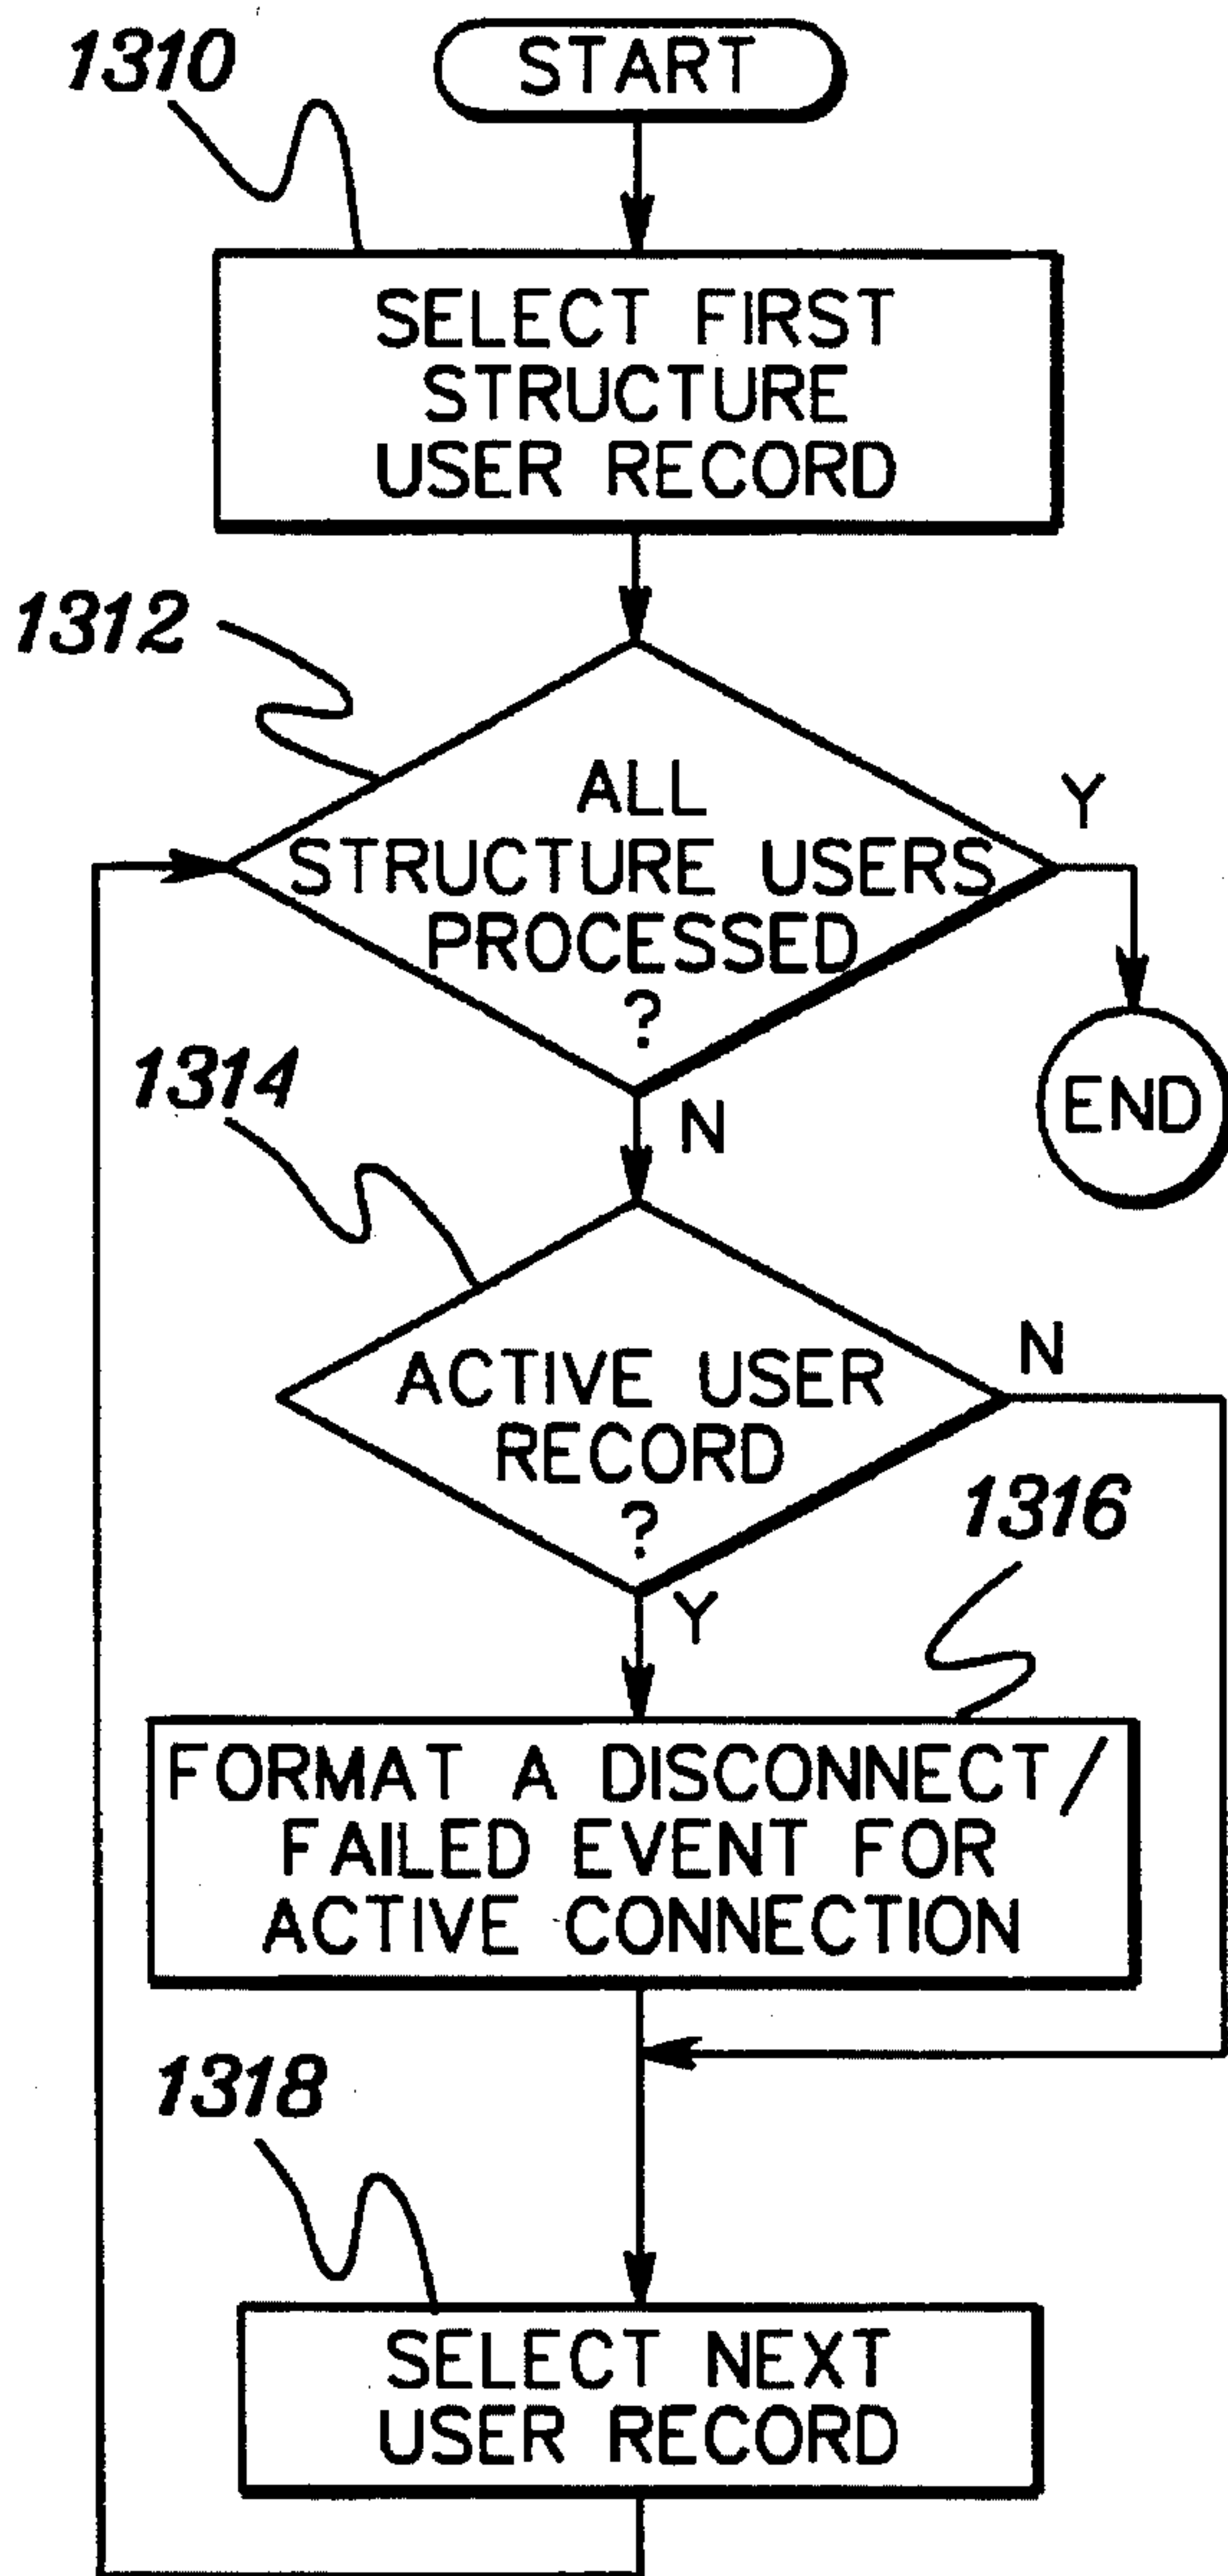 1310
START
SELECT FIRST
STRUCTURE
USER RECORD
1312
ALL
STRUCTURE USERS
PROCESSED
?
Y
END
N
1314
ACTIVE USER
RECORD
?
N
Y
1316
FORMAT A DISCONNECT/
FAILED EVENT FOR
ACTIVE CONNECTION
1318
SELECT NEXT
USER RECORD